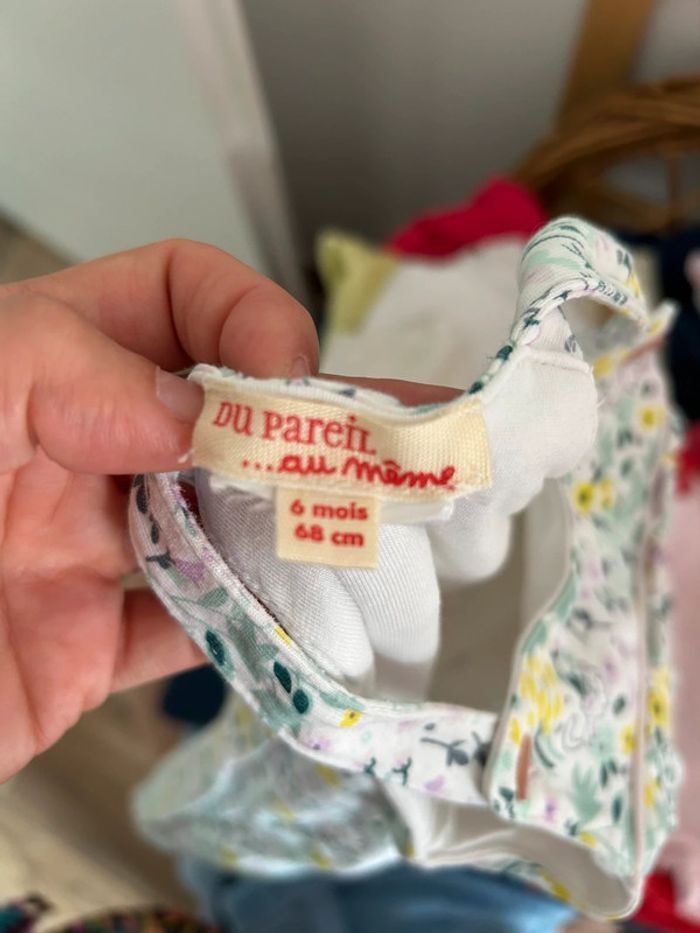 DU PAREIL
...au même
6 mois
68 cm